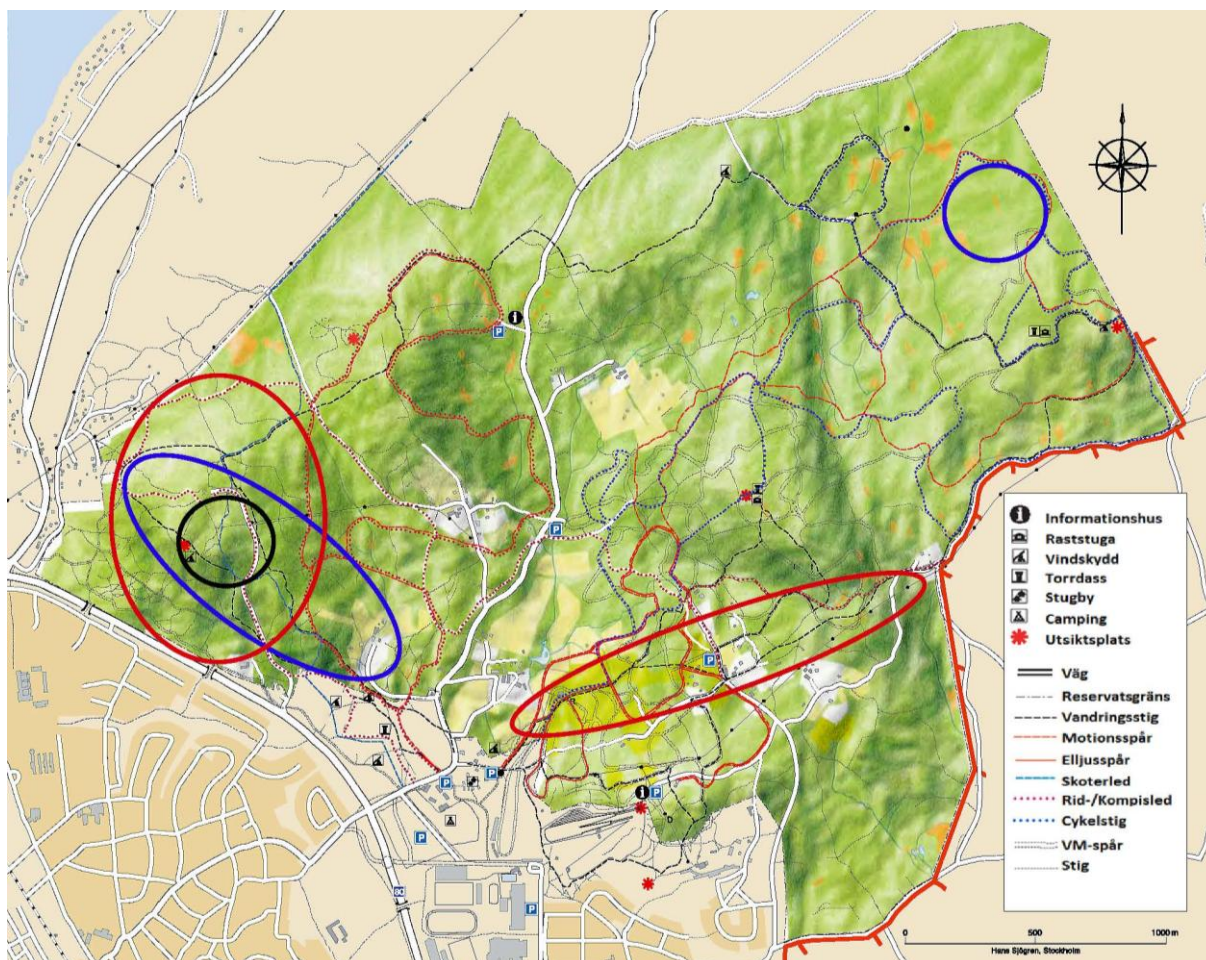 i
P
P
P
i P
P
P
P
80
P
i Informationshus
Raststuga
Vindskydd
Torrdass
Stugby
Camping
Utsiktsplats
Väg
Reservatsgräns
Vandringsstig
Motionsspår
Elljusspår
Skoterled
Rid-/Kompisled
Cykelstig
VM-spår
Stig
0 500 1000 m
Hans Sjögren, Stockholm